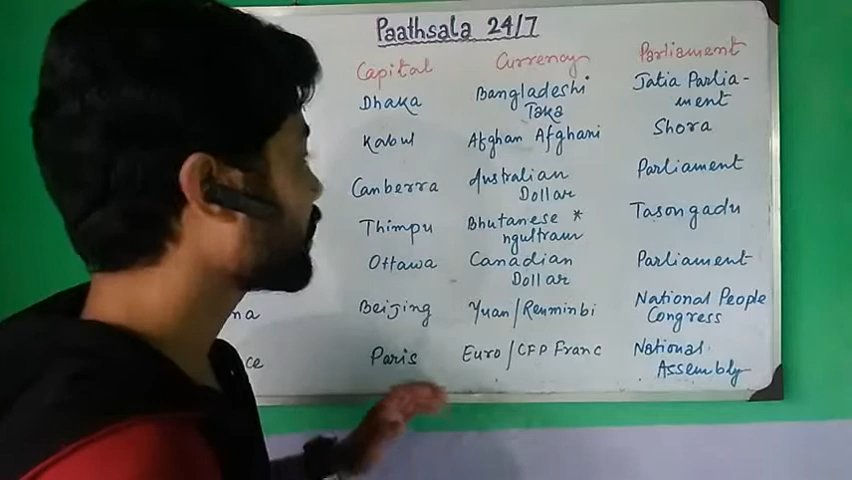 Paathsala 24/7
Capital Currency Parliament
Dhaka Bangladeshi Taka Jatia Parlia-ment
Kabul Afghan Afghani Shora
Canberra Australian Dollar Parliament
Thimpu Bhutanese * ngultram Tasongadu
Ottawa Canadian Dollar Parliament
na Beijing Yuan/Renminbi National People Congress
ce Paris Euro/CFP Franc National Assembly